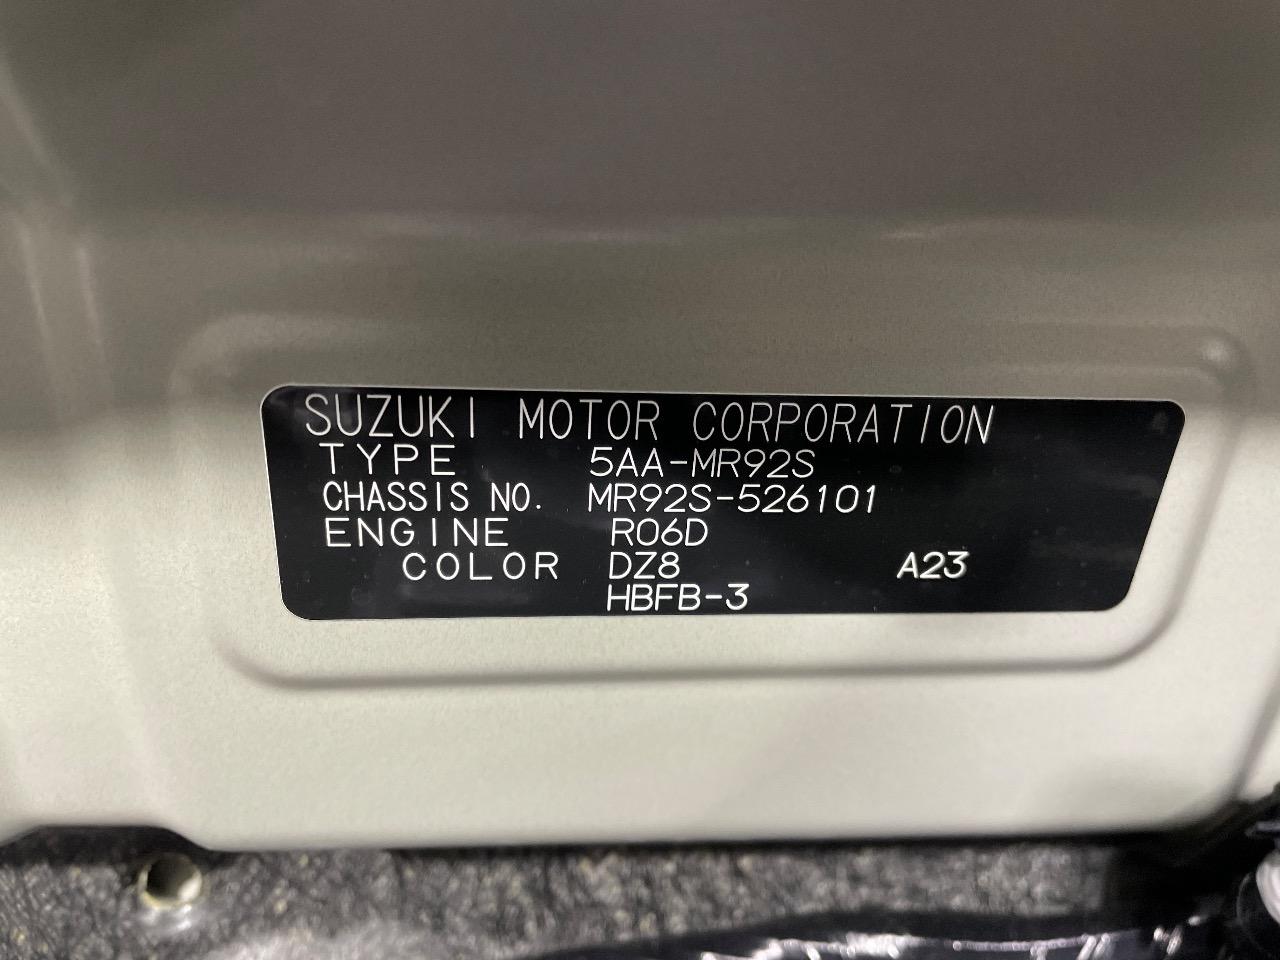 SUZUKI MOTOR CORPORATION
TYPE 5AA-MR92S
CHASSIS NO. MR92S-526101
ENGINE R06D
COLOR DZ8 A23
HBFB-3